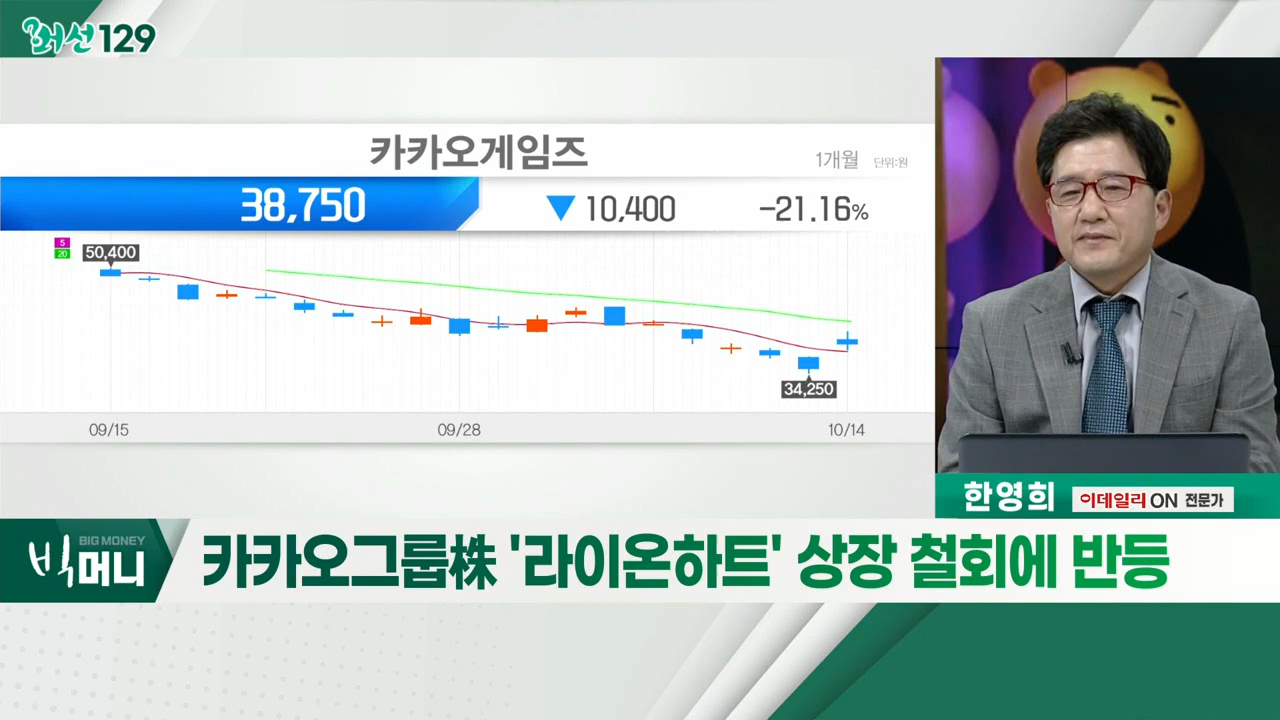 최선129
카카오게임즈
1개월 단위:원
38,750 ▼ 10,400 -21.16%
5
20
50,400
34,250
09/15 09/28 10/14
한영희 이데일리ON 전문가
BIG MONEY
빅머니
카카오그룹株 '라이온하트' 상장 철회에 반등